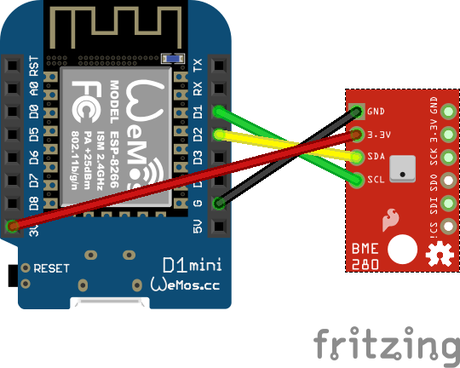 RST
A0
D0
D5
D6
D7
D8
3V
TX
RX
D1
D2
D3
G
5V
WeMos
MODEL ESP-8266
ISM 2.4GHz
PA +25dBm
802.11b/g/n
FC
RESET
D1 mini
WeMos.cc
GND
3.3V
SDA
SCL
GND
3.3V
SCK
SDO
SDI
!CS
BME
280
fritzing